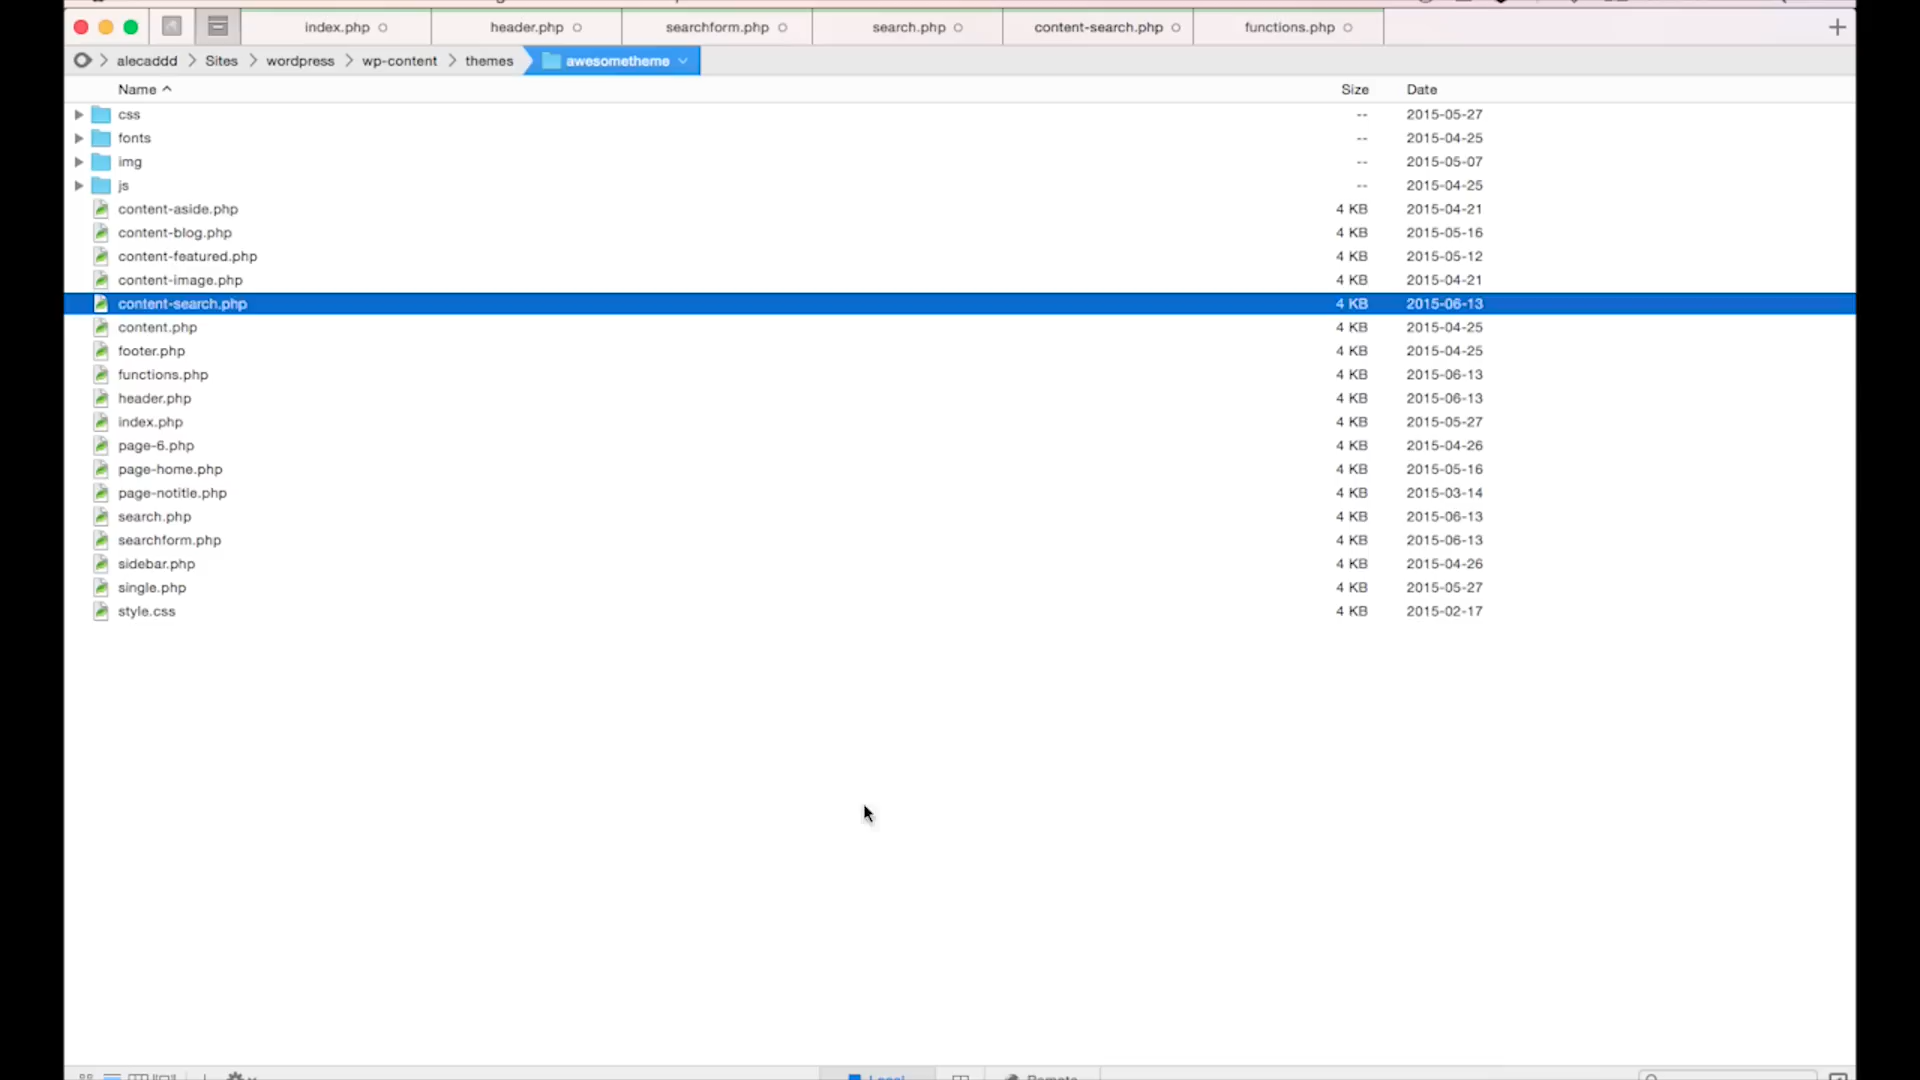 index.php header.php searchform.php search.php content-search.php functions.php
alecaddd Sites wordpress wp-content themes awesometheme
Name Size Date
css -- 2015-05-27
fonts -- 2015-04-25
img -- 2015-05-07
js -- 2015-04-25
content-aside.php 4 KB 2015-04-21
content-blog.php 4 KB 2015-05-16
content-featured.php 4 KB 2015-05-12
content-image.php 4 KB 2015-04-21
content-search.php 4 KB 2015-06-13
content.php 4 KB 2015-04-25
footer.php 4 KB 2015-04-25
functions.php 4 KB 2015-06-13
header.php 4 KB 2015-06-13
index.php 4 KB 2015-05-27
page-6.php 4 KB 2015-04-26
page-home.php 4 KB 2015-05-16
page-notitle.php 4 KB 2015-03-14
search.php 4 KB 2015-06-13
searchform.php 4 KB 2015-06-13
sidebar.php 4 KB 2015-04-26
single.php 4 KB 2015-05-27
style.css 4 KB 2015-02-17
Local Remote